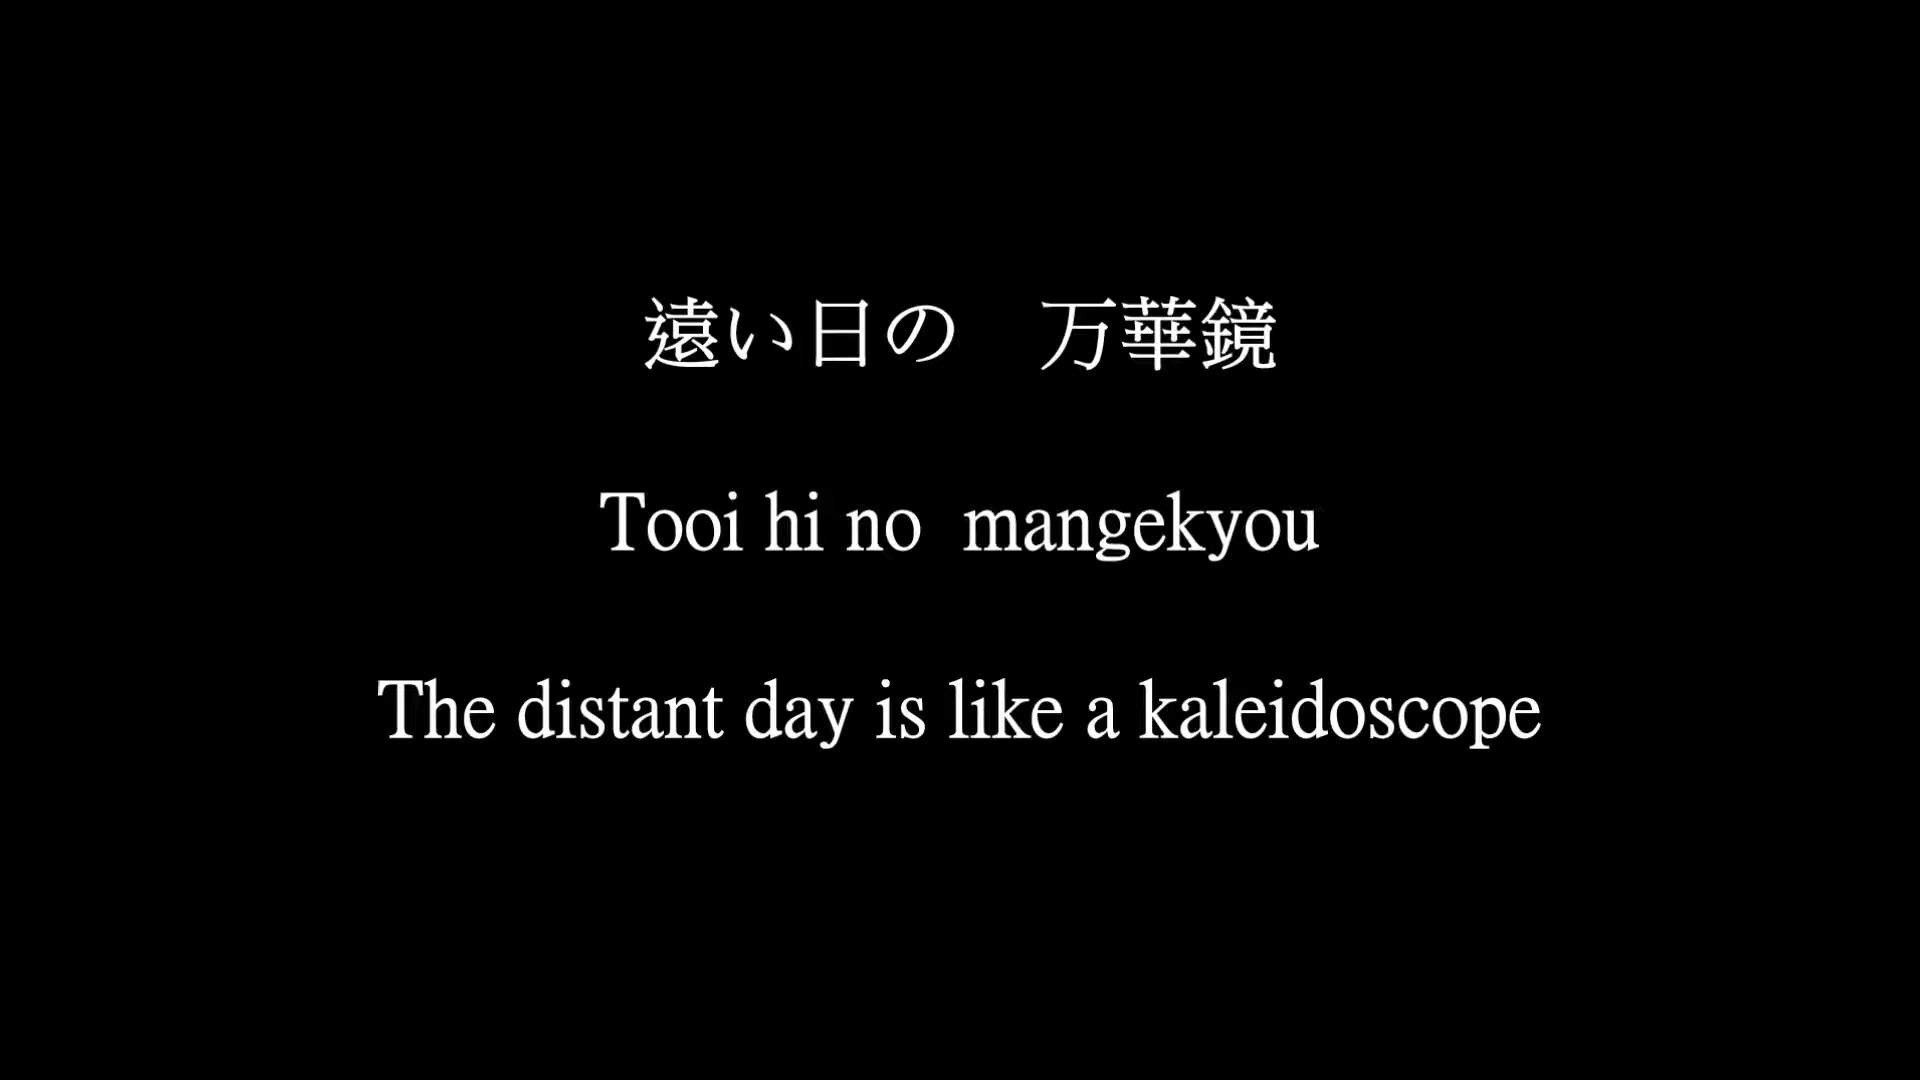 遠い日の　万華鏡
Tooi hi no  mangekyou
The distant day is like a kaleidoscope